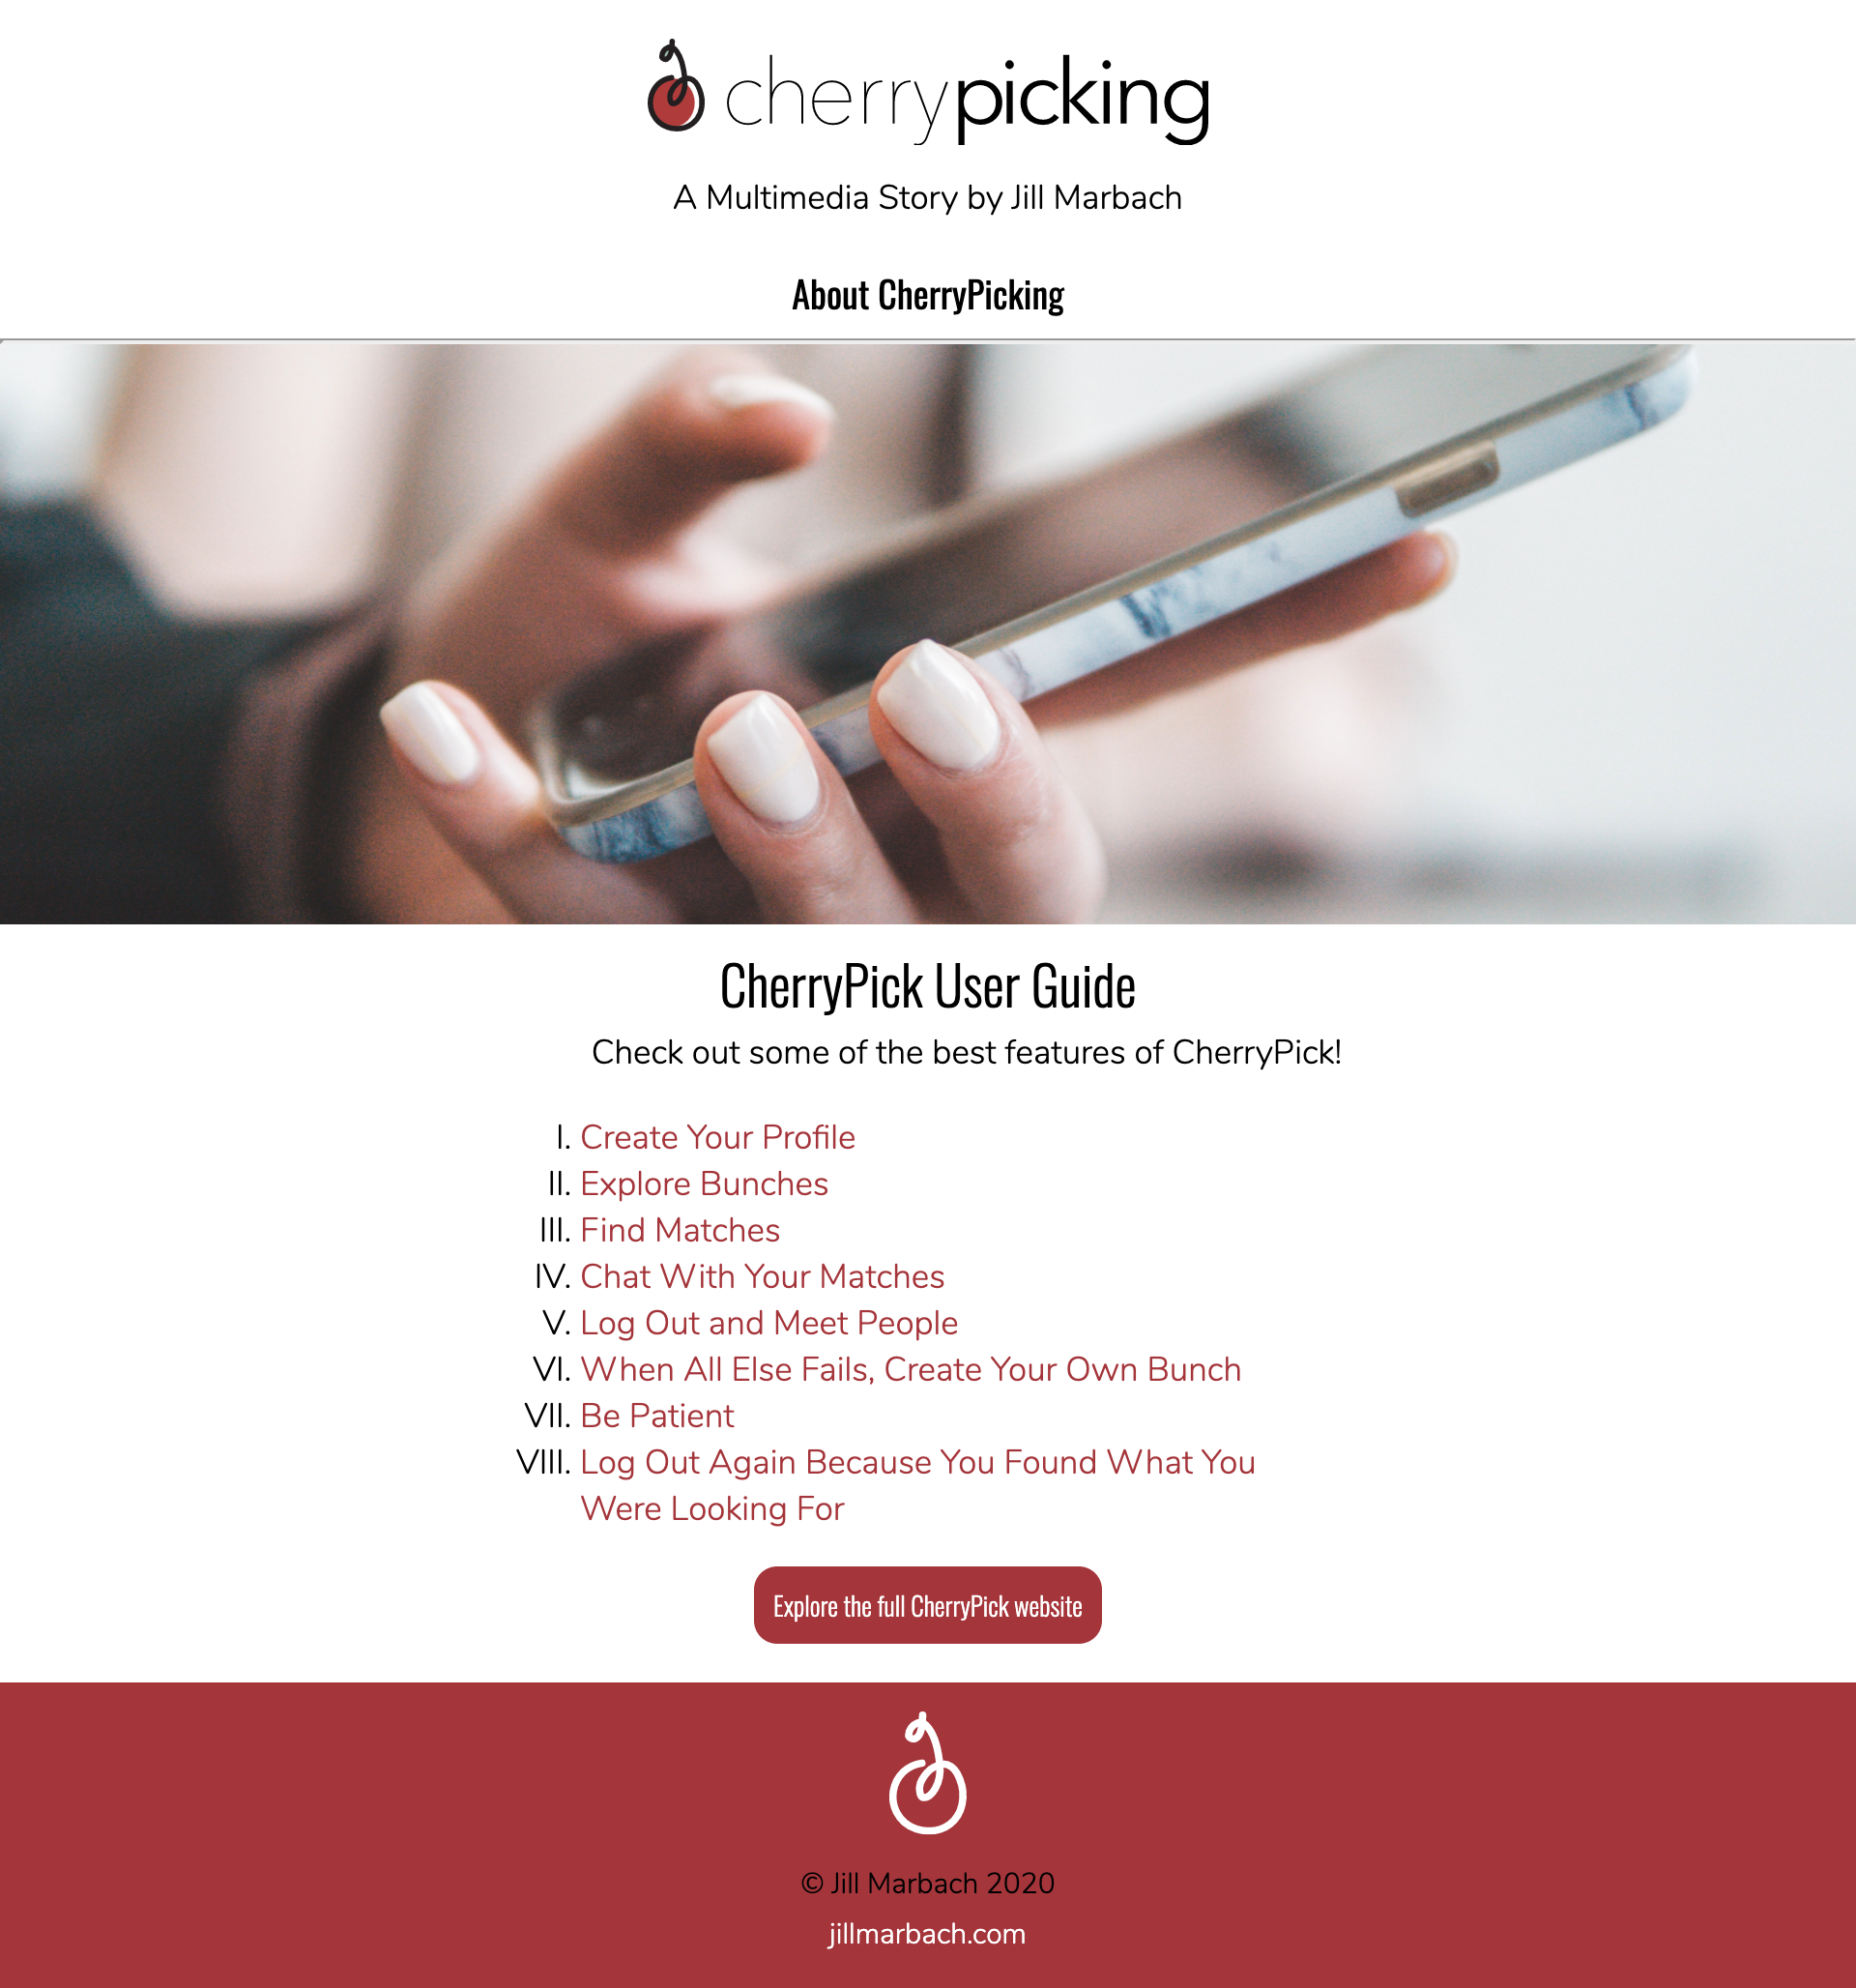 cherrypicking
A Multimedia Story by Jill Marbach
About CherryPicking
CherryPick User Guide
Check out some of the best features of CherryPick!
I. Create Your Profile
II. Explore Bunches
III. Find Matches
IV. Chat With Your Matches
V. Log Out and Meet People
VI. When All Else Fails, Create Your Own Bunch
VII. Be Patient
VIII. Log Out Again Because You Found What You
Were Looking For
Explore the full CherryPick website
© Jill Marbach 2020
jillmarbach.com